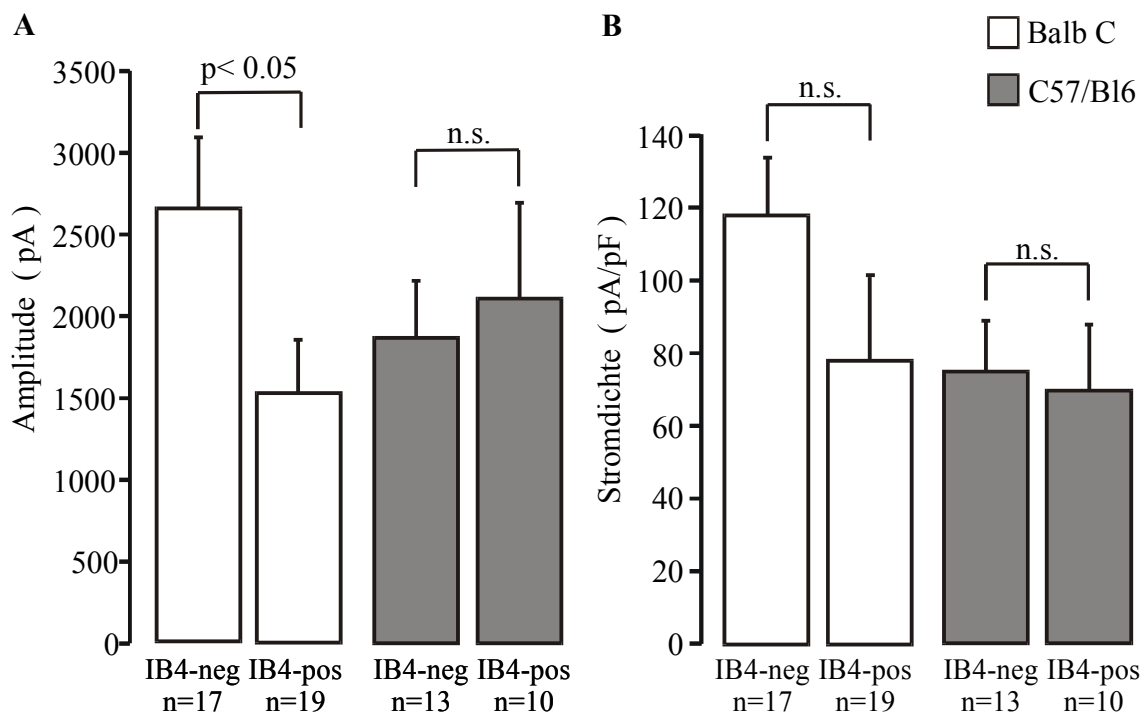 A
B
Balb C
C57/Bl6
p< 0.05
n.s.
n.s.
n.s.
3500
3000
2500
2000
1500
1000
500
0
Amplitude ( pA )
IB4-neg IB4-pos IB4-neg IB4-pos
n=17 n=19 n=13 n=10
140
120
100
80
60
40
20
0
Stromdichte ( pA/pF )
IB4-neg IB4-pos IB4-neg IB4-pos
n=17 n=19 n=13 n=10